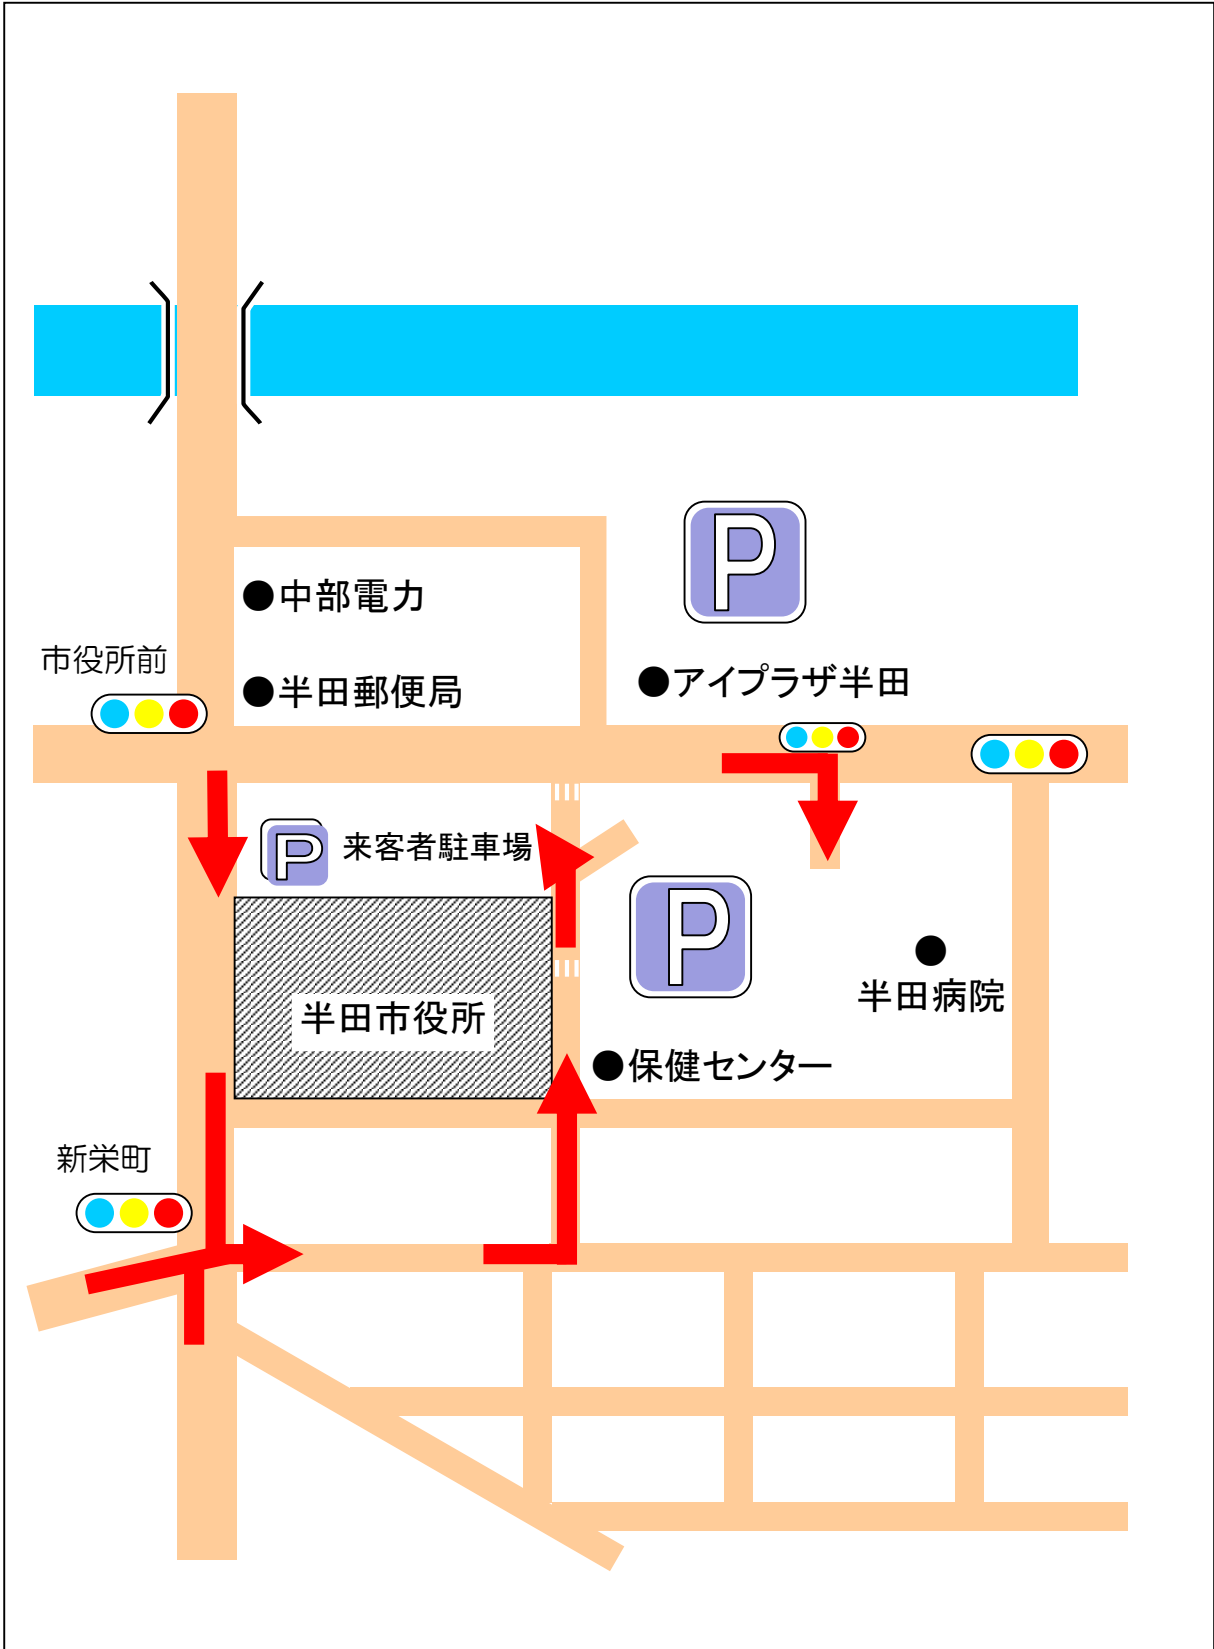 P
●中部電力
市役所前
●半田郵便局
●アイプラザ半田
P
来客者駐車場
P
半田病院
半田市役所
●保健センター
新栄町